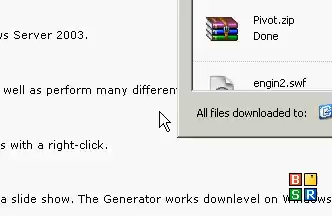 ws Server 2003.
well as perform many different
s with a right-click.
a slide show. The Generator works downlevel on Windows
Pivot.zip
Done
engin2.swf
All files downloaded to:
B
S R